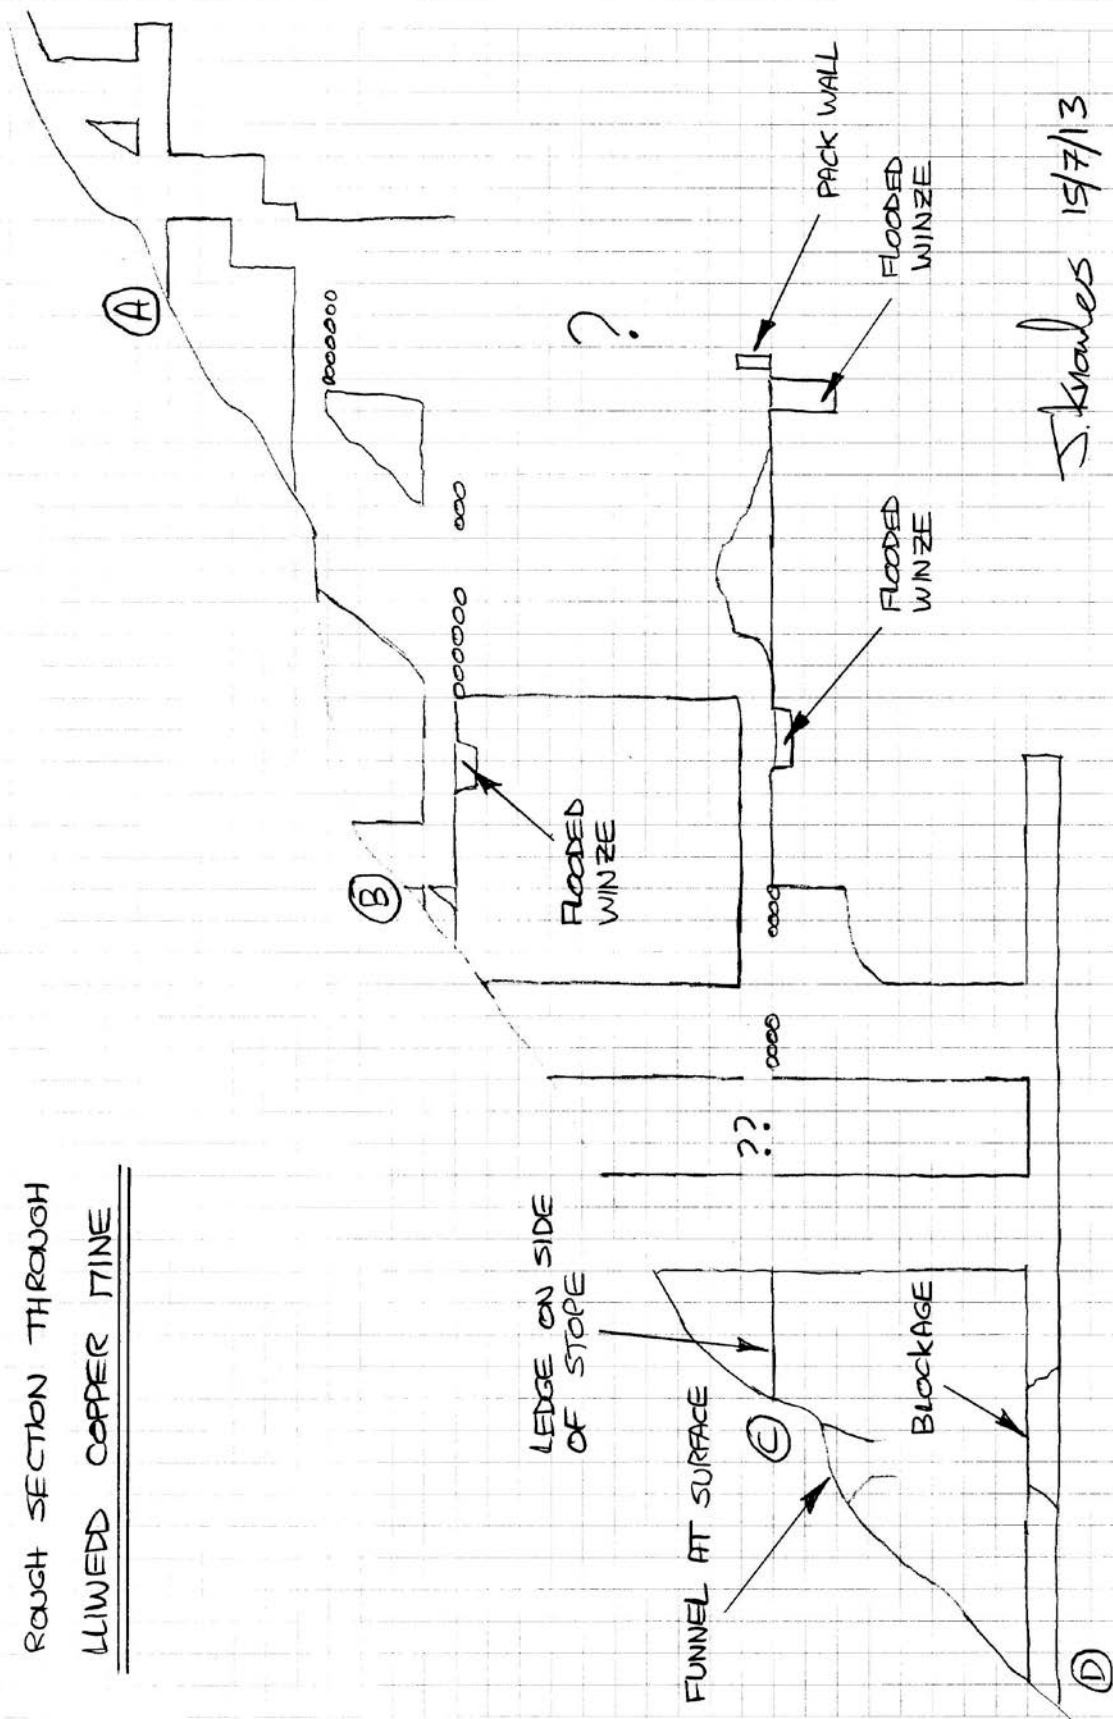 ROUGH SECTION THROUGH
LLIWEDD COPPER MINE
A
B
?
PACK WALL
FLOODED
WINZE
FLOODED
WINZE
FLOODED
WINZE
??
LEDGE ON SIDE
OF STOPE
C
FUNNEL AT SURFACE
BLOCKAGE
D
J. Knowles 15/7/13